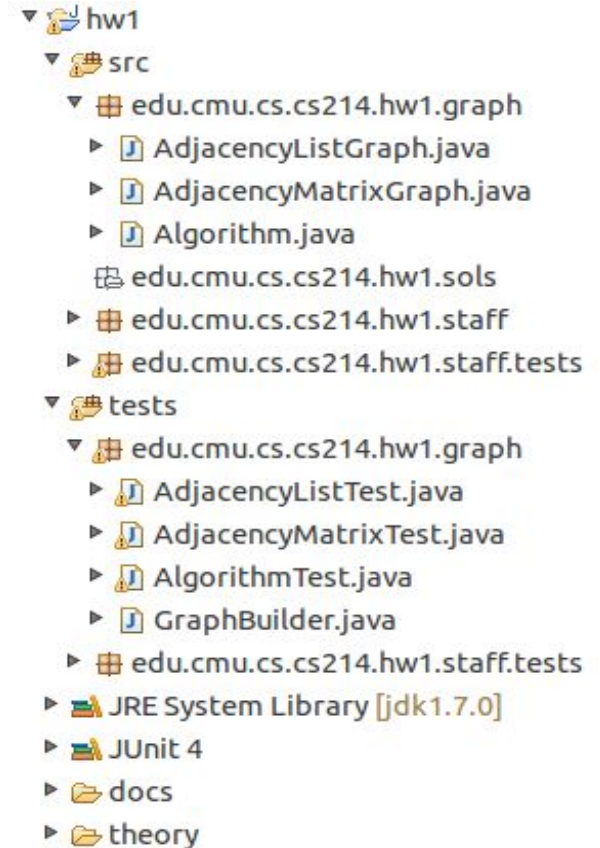 hw1
src
edu.cmu.cs.cs214.hw1.graph
AdjacencyListGraph.java
AdjacencyMatrixGraph.java
Algorithm.java
edu.cmu.cs.cs214.hw1.sols
edu.cmu.cs.cs214.hw1.staff
edu.cmu.cs.cs214.hw1.staff.tests
tests
edu.cmu.cs.cs214.hw1.graph
AdjacencyListTest.java
AdjacencyMatrixTest.java
AlgorithmTest.java
GraphBuilder.java
edu.cmu.cs.cs214.hw1.staff.tests
JRE System Library [jdk1.7.0]
JUnit 4
docs
theory